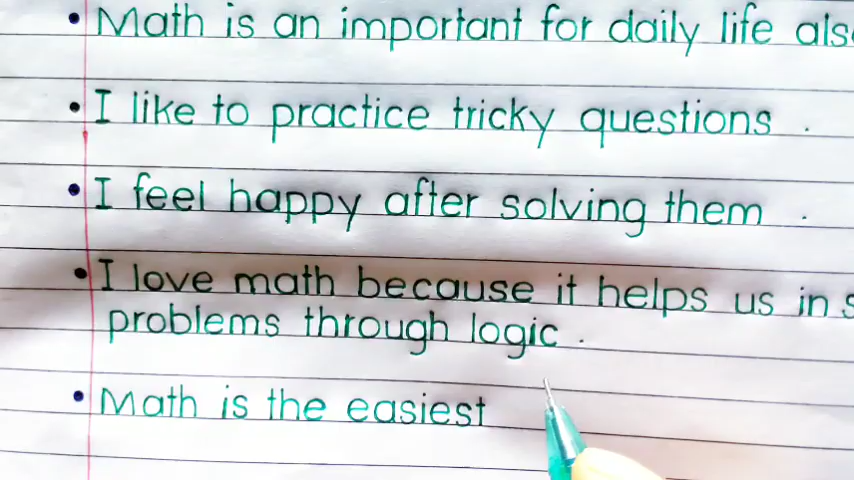 • Math is an important for daily life als
• I like to practice tricky questions .
• I feel happy after solving them .
• I love math because it helps us in s
problems through logic .
• Math is the easiest